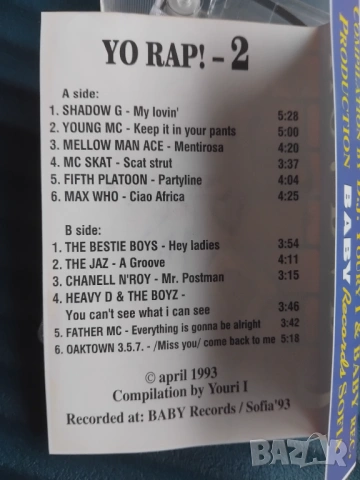 YO RAP! - 2
A side:
1. SHADOW G - My lovin' 5:28
2. YOUNG MC - Keep it in your pants 5:00
3. MELLOW MAN ACE - Mentirosa 4:20
4. MC SKAT - Scat strut 3:37
5. FIFTH PLATOON - Partyline 4:04
6. MAX WHO - Ciao Africa 4:25
B side:
1. THE BESTIE BOYS - Hey ladies 3:54
2. THE JAZ - A Groove 4:11
3. CHANELL N'ROY - Mr. Postman 3:15
4. HEAVY D & THE BOYZ -
You can't see what i can see 3:46
5. FATHER MC - Everything is gonna be alright 3:42
6. OAKTOWN 3.5.7. - /Miss you/ come back to me 5:18
© april 1993
Compilation by Youri I
Recorded at: BABY Records / Sofia'93
PRODUCTION BABY Records SOFIA
bazar.bg